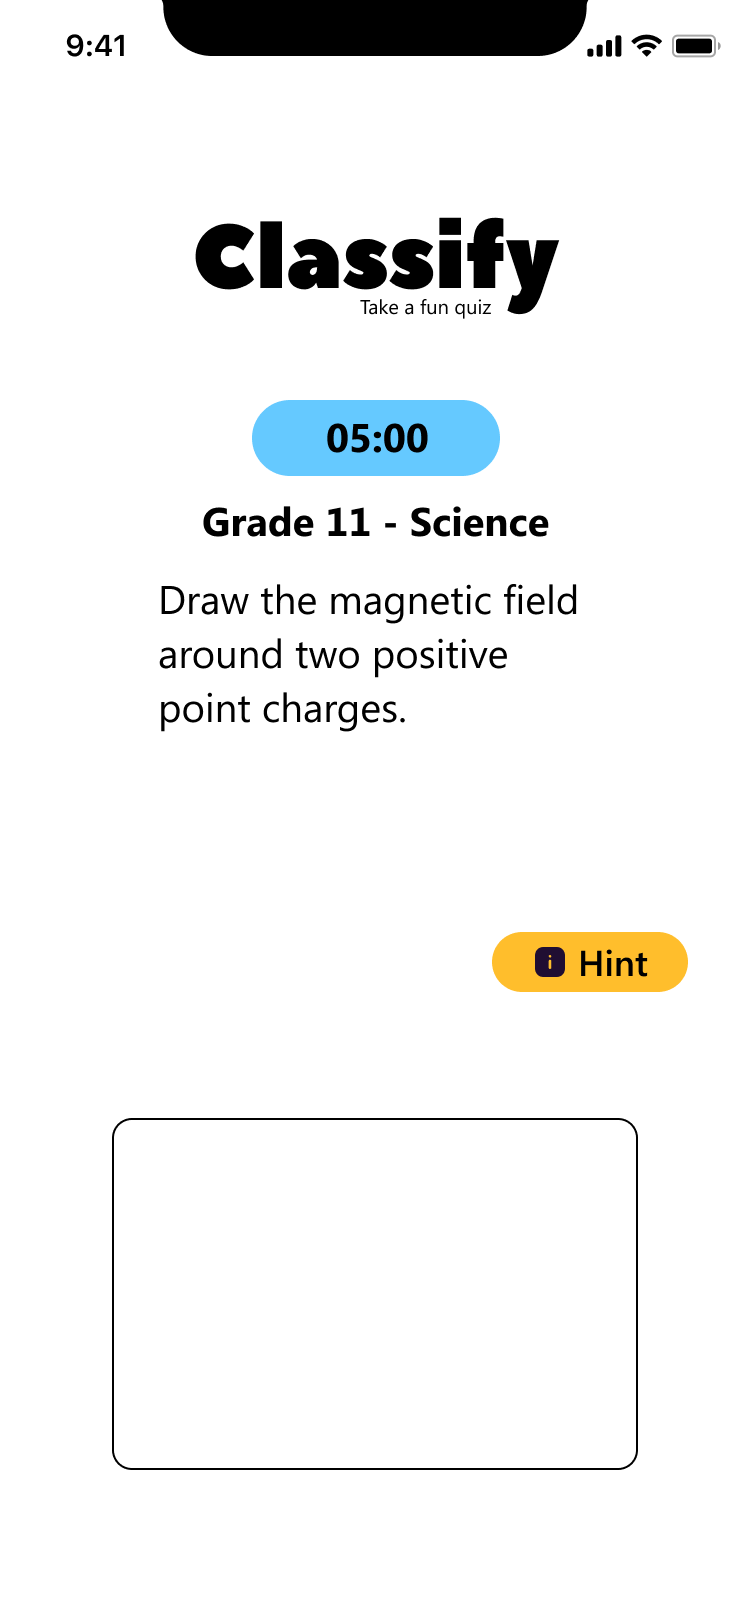 9:41
Classify
Take a fun quiz
05:00
Grade 11 - Science
Draw the magnetic field
around two positive
point charges.
i Hint